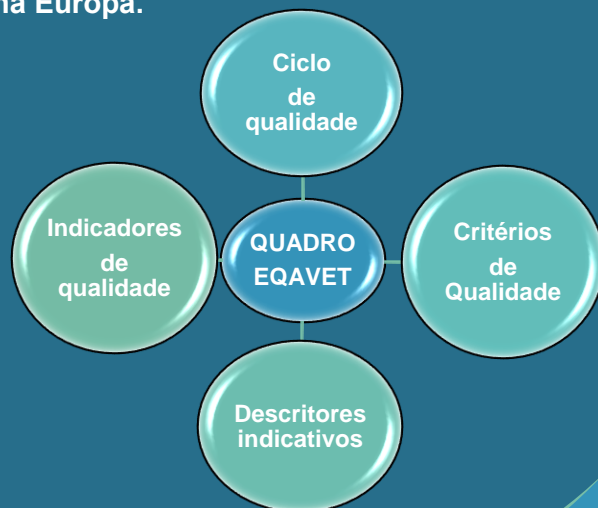 na Europa.
Ciclo
de
qualidade
Indicadores
de
qualidade
QUADRO
EQAVET
Critérios
de
Qualidade
Descritores
indicativos